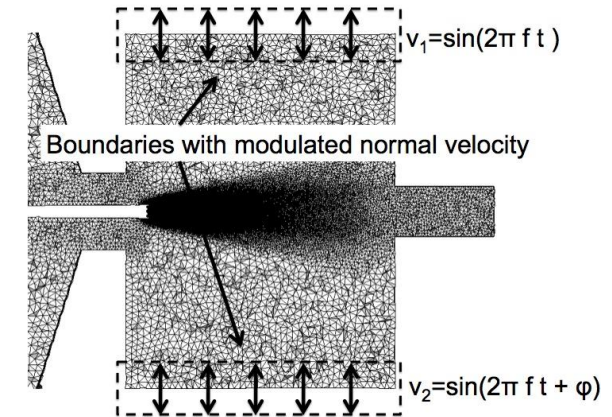 v₁=sin(2π f t )
Boundaries with modulated normal velocity
v₂=sin(2π f t + φ)